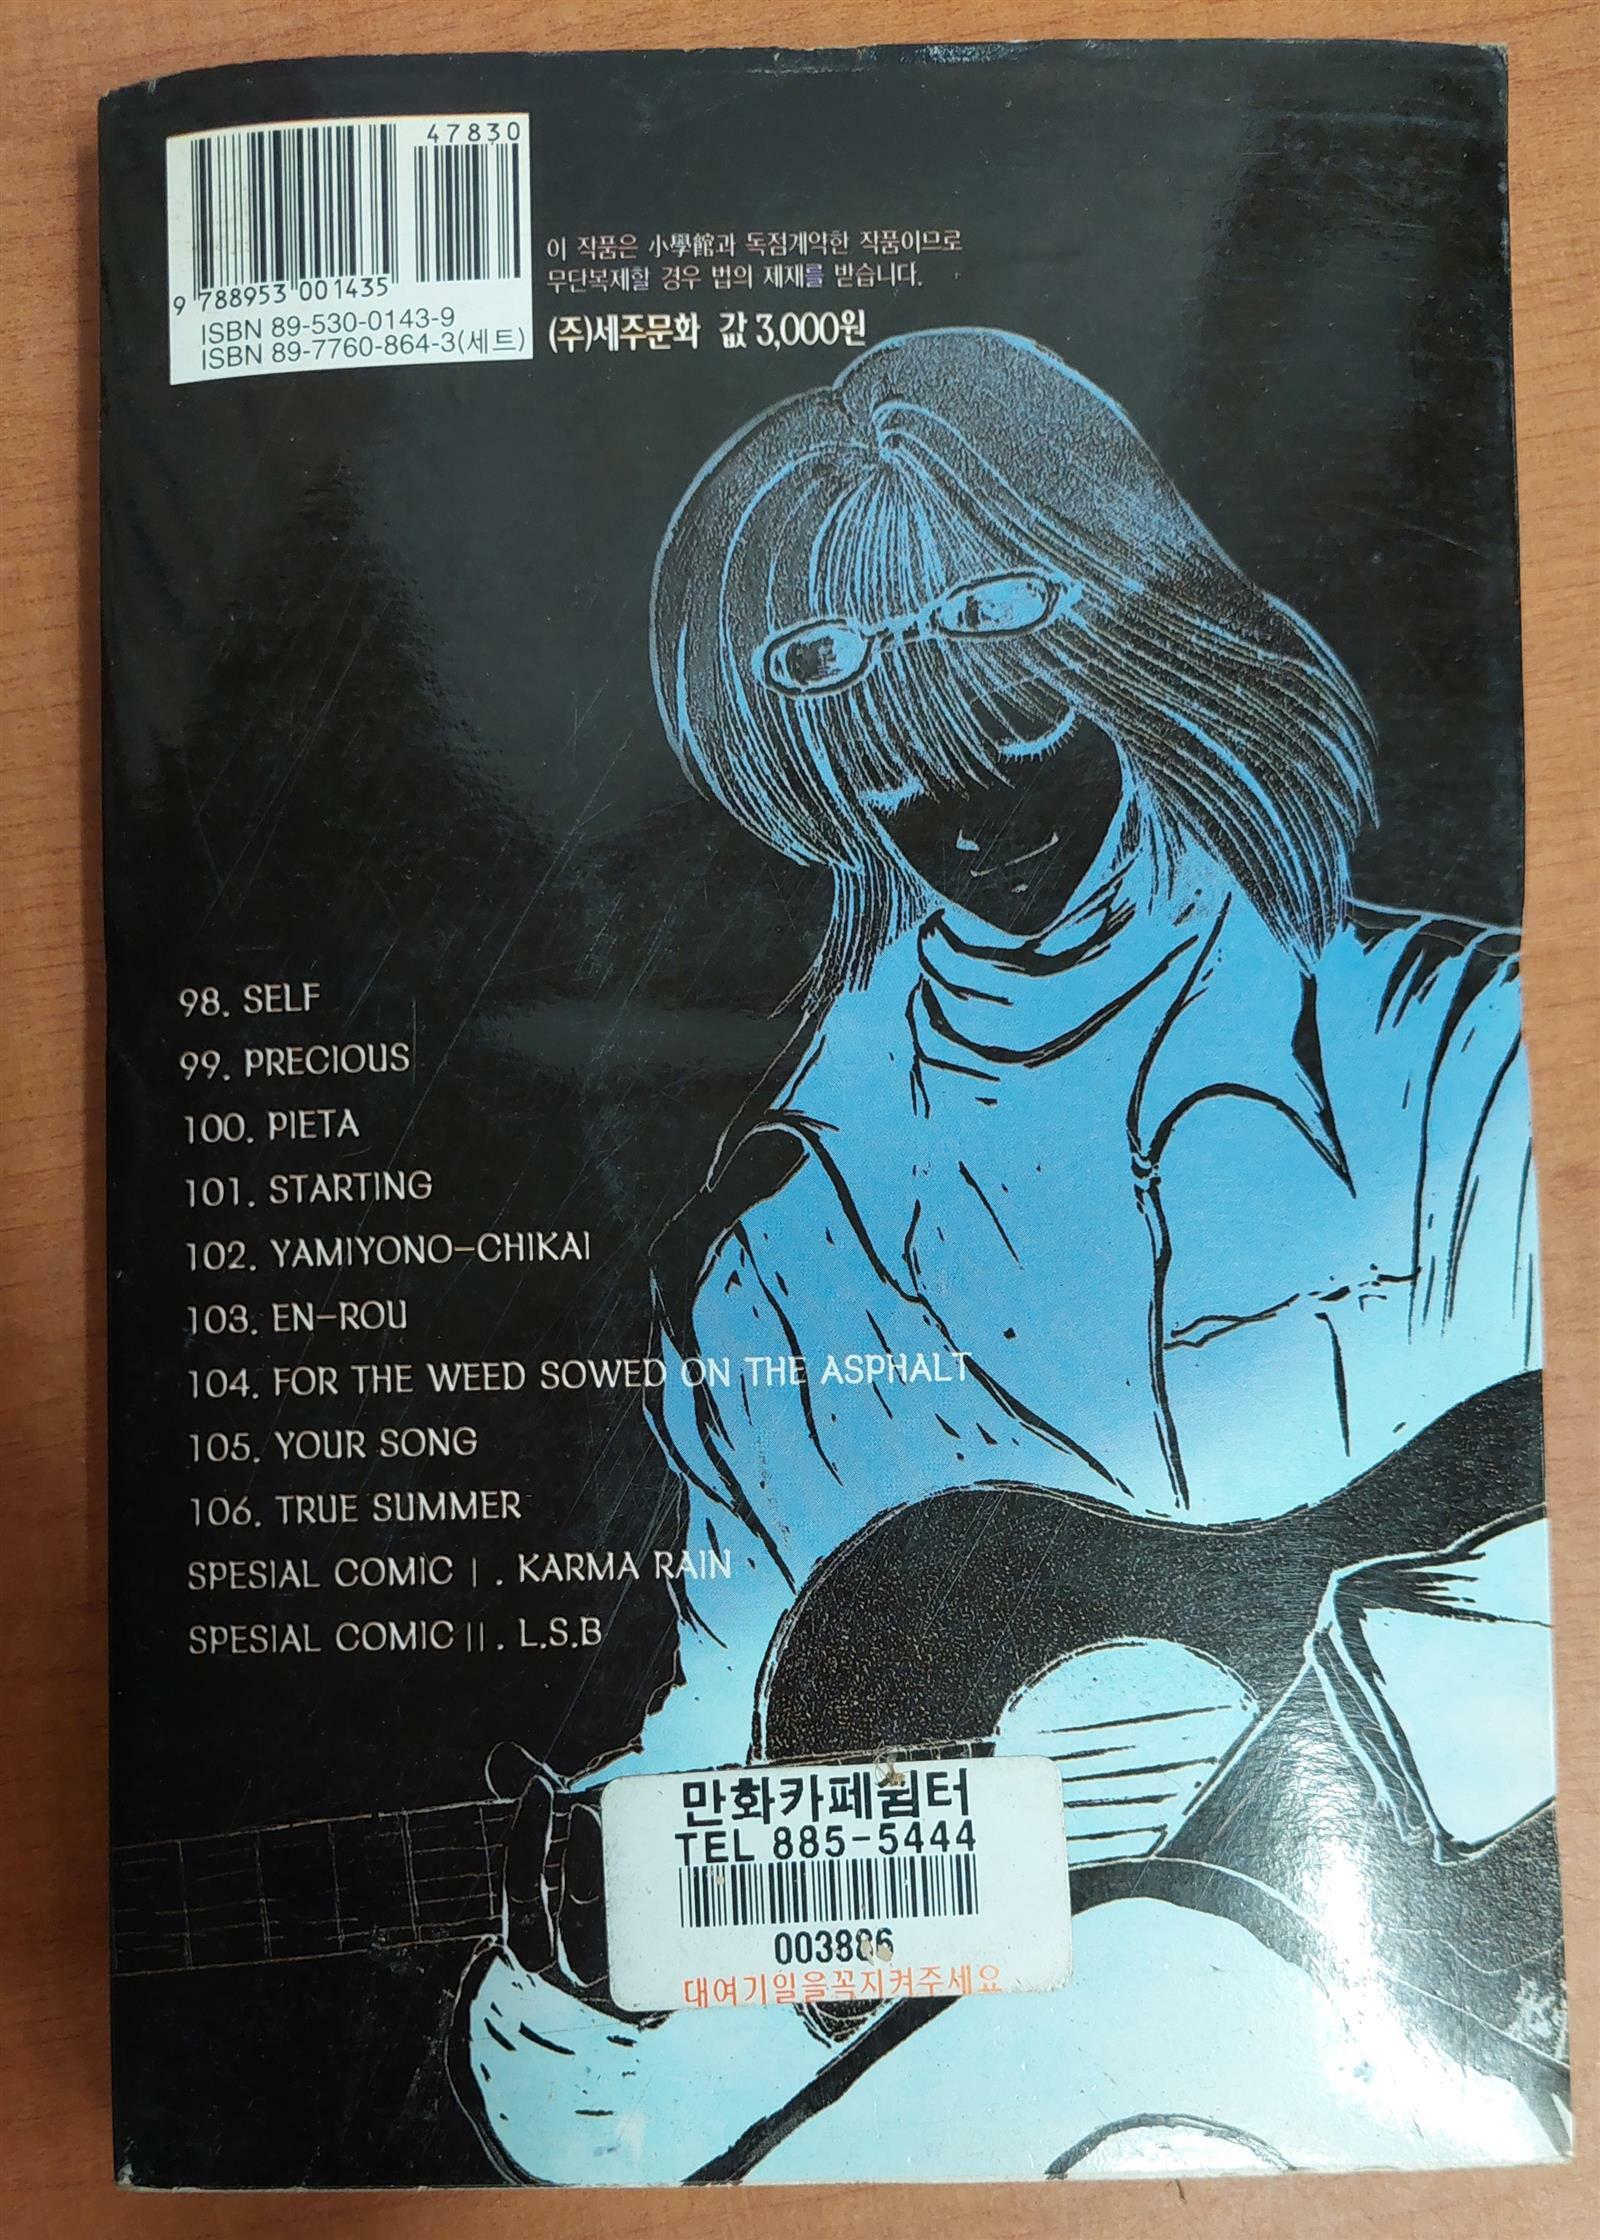 47830
9 788953 001435
ISBN 89-530-0143-9
ISBN 89-7760-864-3(세트)
이 작품은 小學館과 독점계약한 작품이므로
무단복제할 경우 법의 제재를 받습니다.
(주)세주문화 값 3,000원
98. SELF
99. PRECIOUS
100. PIETA
101. STARTING
102. YAMIYONO-CHIKAI
103. EN-ROU
104. FOR THE WEED SOWED ON THE ASPHALT
105. YOUR SONG
106. TRUE SUMMER
SPESIAL COMIC I . KARMA RAIN
SPESIAL COMIC II . L.S.B
만화카페쉼터
TEL 885-5444
003886
대여기일을꼭지켜주세요